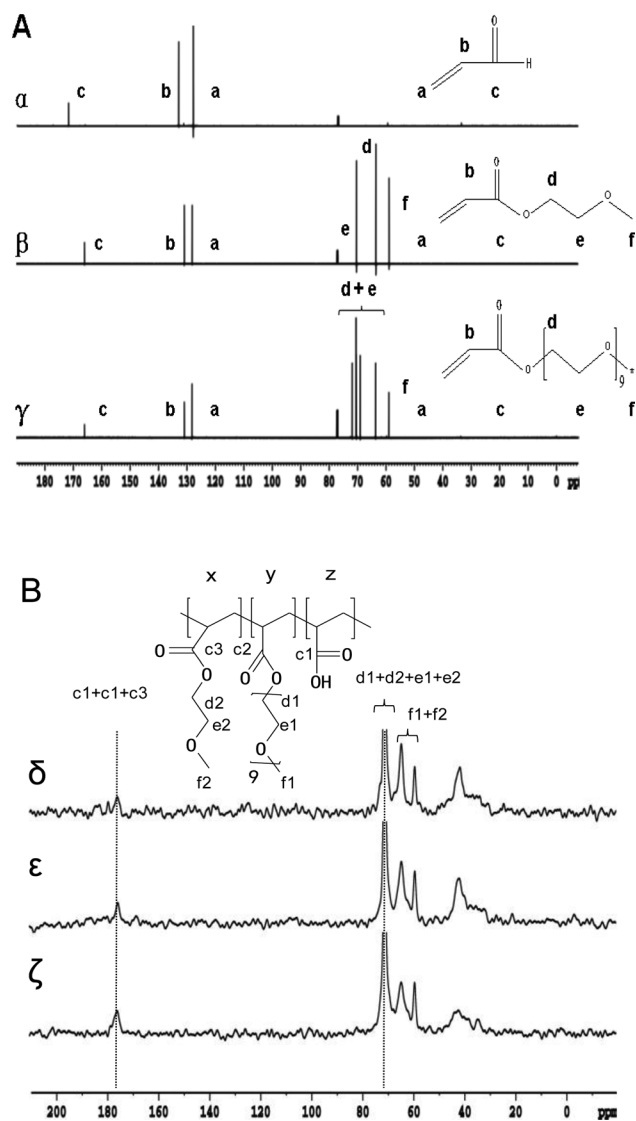 A
O
b
H
α
c b a
a c
d
b O d
O
O
e f
β
c b a
a c e f
d + e
O
b d
O
O
9
*
f
γ
c b a
a c e f
180 170 160 150 140 130 120 110 100 90 80 70 60 50 40 30 20 10 0 pp
B
x y z
c3 c2 c1
O O O
O O OH
d2 d1
e2 e1
O O
f2 9 f1
c1+c1+c3
d1+d2+e1+e2
f1+f2
δ
ε
ζ
200 180 160 140 120 100 80 60 40 20 0 ppm